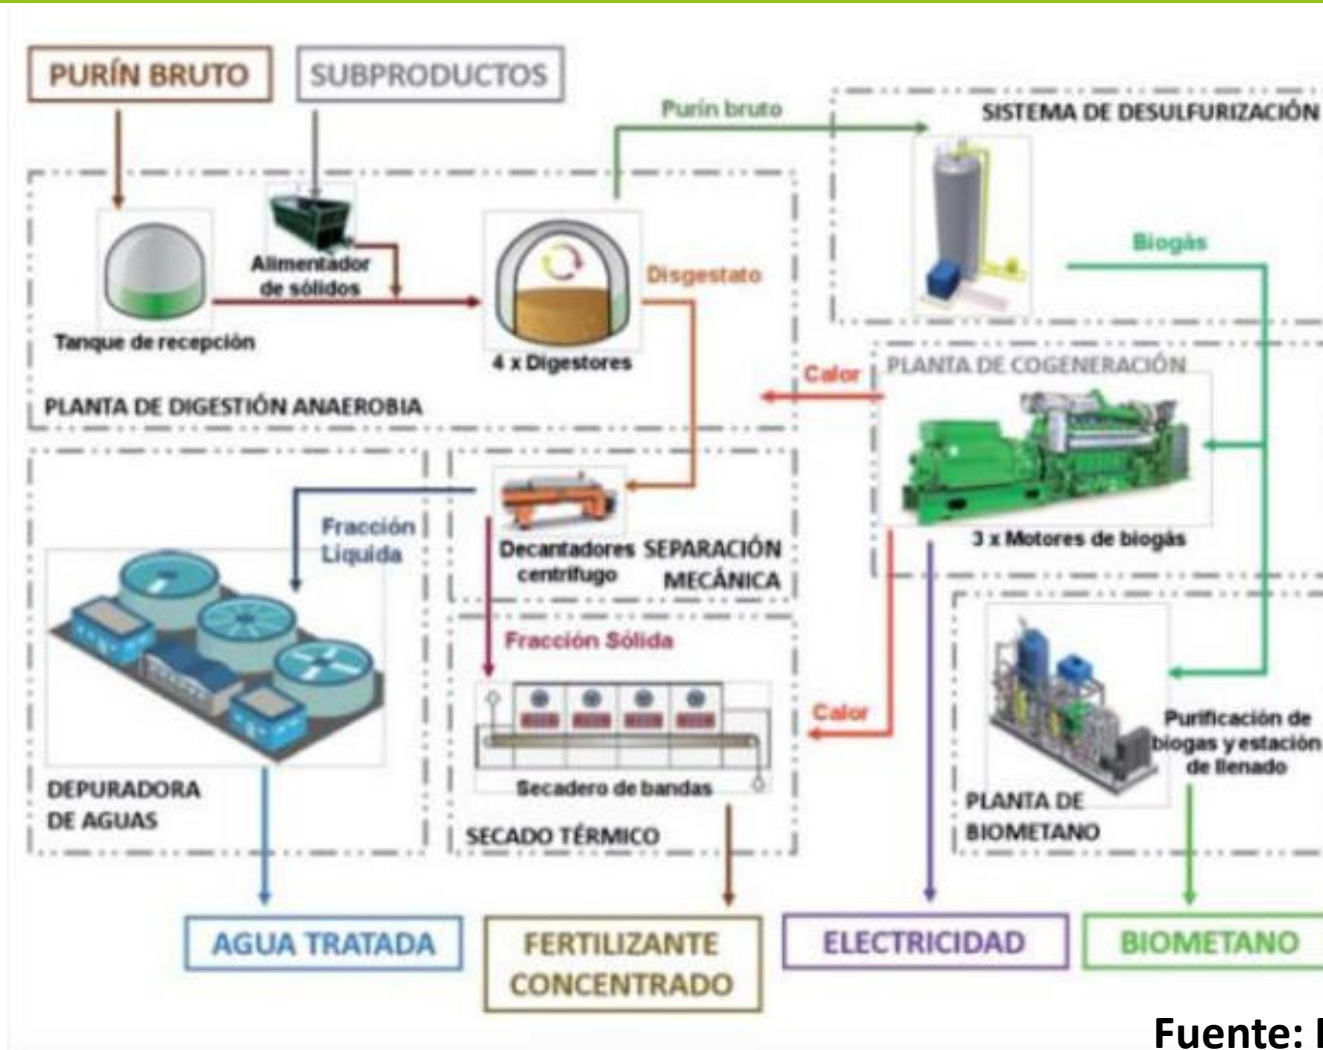 PURÍN BRUTO
SUBPRODUCTOS
Purín bruto
SISTEMA DE DESULFURIZACIÓN
Alimentador
de sólidos
Tanque de recepción
4 x Digestores
Disgestato
Biogás
PLANTA DE DIGESTIÓN ANAEROBIA
Calor
PLANTA DE COGENERACIÓN
3 x Motores de biogás
Fracción
Líquida
Decantadores
centrífugo
SEPARACIÓN
MECÁNICA
Fracción Sólida
Calor
Secadero de bandas
SECADO TÉRMICO
DEPURADORA
DE AGUAS
Purificación de
biogas y estación
de llenado
PLANTA DE
BIOMETANO
AGUA TRATADA
FERTILIZANTE
CONCENTRADO
ELECTRICIDAD
BIOMETANO
Fuente: